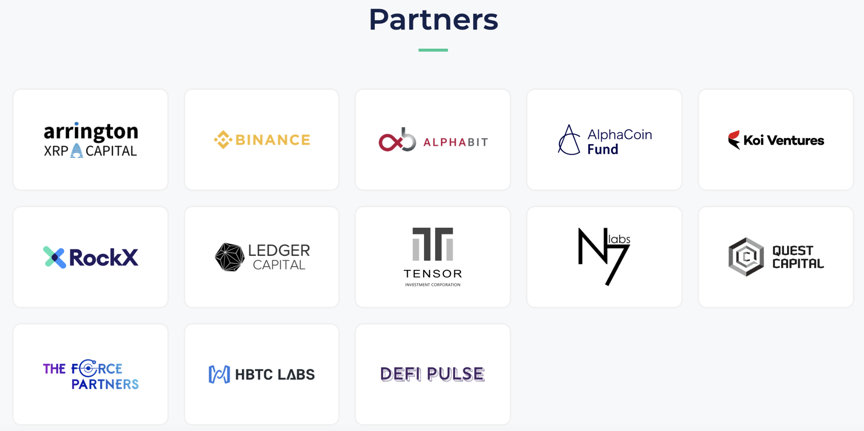 Partners
arrington
XRP CAPITAL
BINANCE
ALPHABIT
AlphaCoin
Fund
Koi Ventures
RockX
LEDGER
CAPITAL
TENSOR
INVESTMENT CORPORATION
N7 labs
QUEST
CAPITAL
THE FORCE
PARTNERS
HBTC LABS
DEFI PULSE